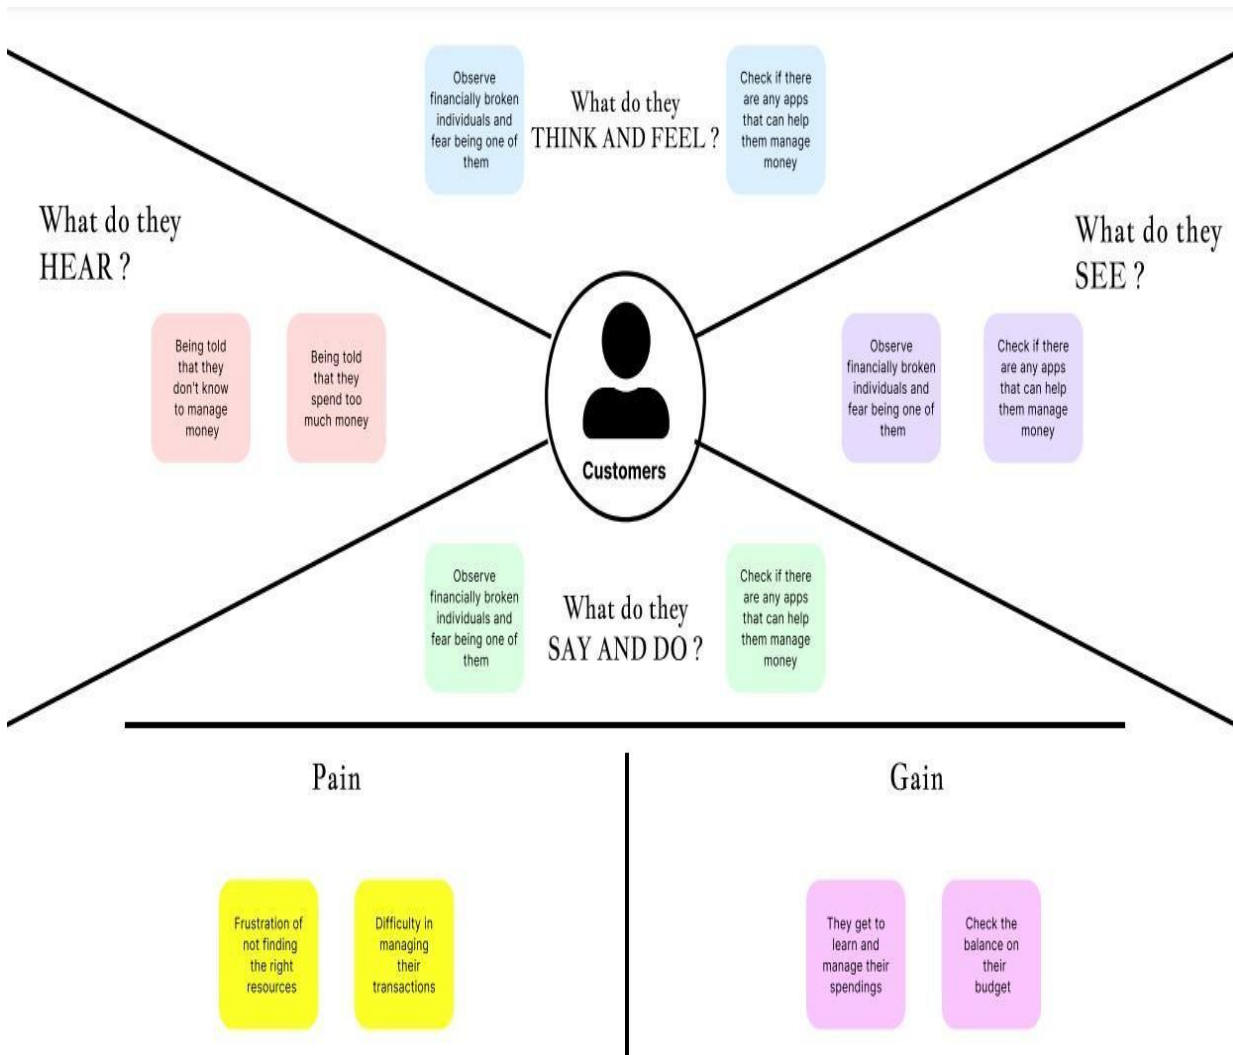 Observe
financially broken
individuals and
fear being one of
them
What do they
THINK AND FEEL ?
Check if there
are any apps
that can help
them manage
money
What do they
HEAR ?
Being told
that they
don't know
to manage
money
Being told
that they
spend too
much money
What do they
SEE ?
Observe
financially broken
individuals and
fear being one of
them
Check if there
are any apps
that can help
them manage
money
Customers
Observe
financially broken
individuals and
fear being one of
them
What do they
SAY AND DO ?
Check if there
are any apps
that can help
them manage
money
Pain
Frustration of
not finding
the right
resources
Difficulty in
managing
their
transactions
Gain
They get to
learn and
manage their
spendings
Check the
balance on
their
budget